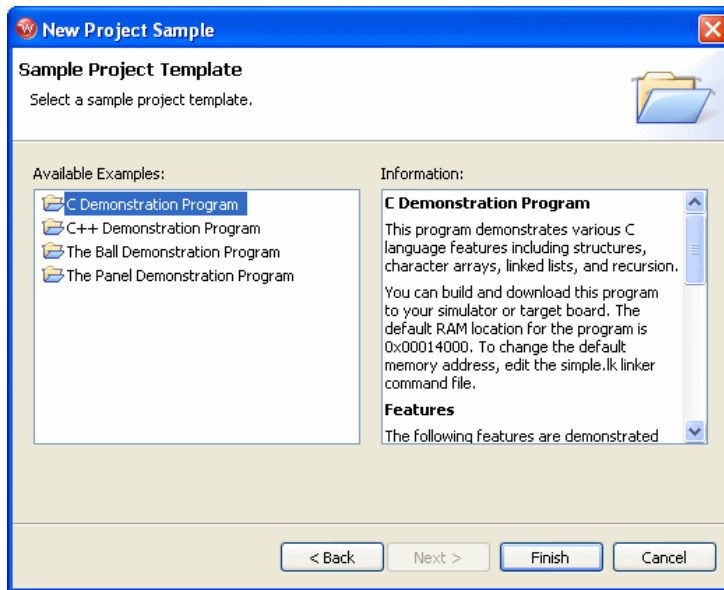 New Project Sample
Sample Project Template
Select a sample project template.
Available Examples:
C Demonstration Program
C++ Demonstration Program
The Ball Demonstration Program
The Panel Demonstration Program
Information:
C Demonstration Program
This program demonstrates various C
language features including structures,
character arrays, linked lists, and recursion.
You can build and download this program
to your simulator or target board. The
default RAM location for the program is
0x00014000. To change the default
memory address, edit the simple.lk linker
command file.
Features
The following features are demonstrated
< Back
Next >
Finish
Cancel